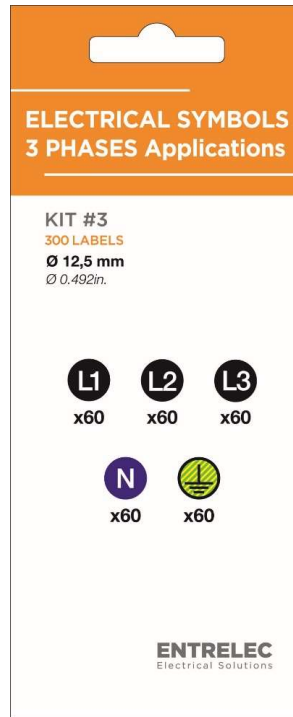 ELECTRICAL SYMBOLS
3 PHASES Applications
KIT #3
300 LABELS
Ø 12,5 mm
Ø 0.492in.
L1 L2 L3
x60 x60 x60
N
x60 x60
ENTRELEC
Electrical Solutions